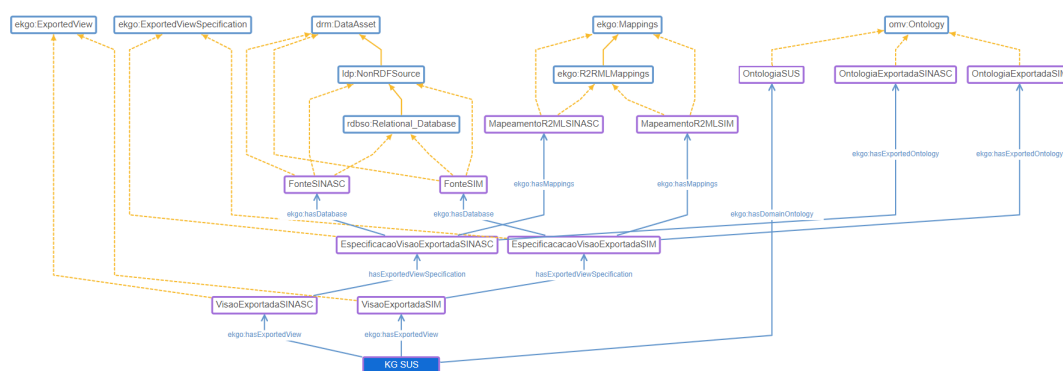 ekgo:ExportedView
ekgo:ExportedViewSpecification
drm:DataAsset
ekgo:Mappings
omv:Ontology
ldp:NonRDFSource
ekgo:R2RMLMappings
OntologiaSUS
OntologiaExportadaSINASC
OntologiaExportadaSIM
rdbso:Relational_Database
MapeamentoR2MLSINASC
MapeamentoR2MLSIM
ekgo:hasExportedOntology
ekgo:hasExportedOntology
FonteSINASC
FonteSIM
ekgo:hasMappings
ekgo:hasMappings
ekgo:hasDatabase
ekgo:hasDatabase
ekgo:hasDomainOntology
EspecificacaoVisaoExportadaSINASC
EspecificacacaoVisaoExportadaSIM
hasExportedViewSpecification
hasExportedViewSpecification
VisaoExportadaSINASC
VisaoExportadaSIM
ekgo:hasExportedView
ekgo:hasExportedView
KG SUS